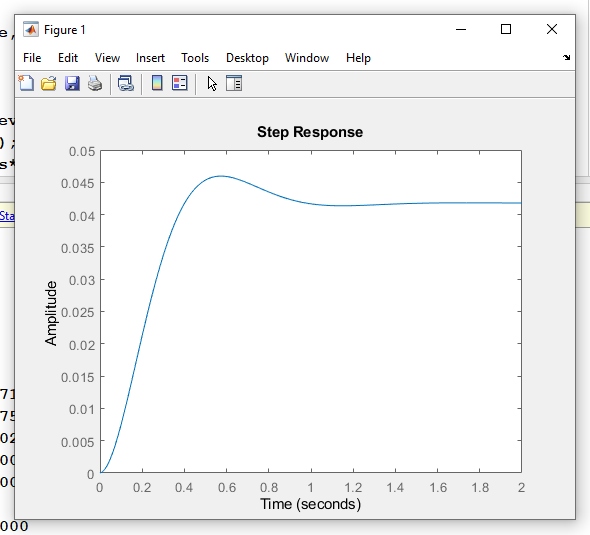 Figure 1
e,
File Edit View Insert Tools Desktop Window Help
ev
);
s*
Sta
Step Response
0.05
0.045
0.04
0.035
0.03
0.025
0.02
0.015
0.01
0.005
0
Amplitude
0 0.2 0.4 0.6 0.8 1 1.2 1.4 1.6 1.8 2
Time (seconds)
71
75
02
00
00
000